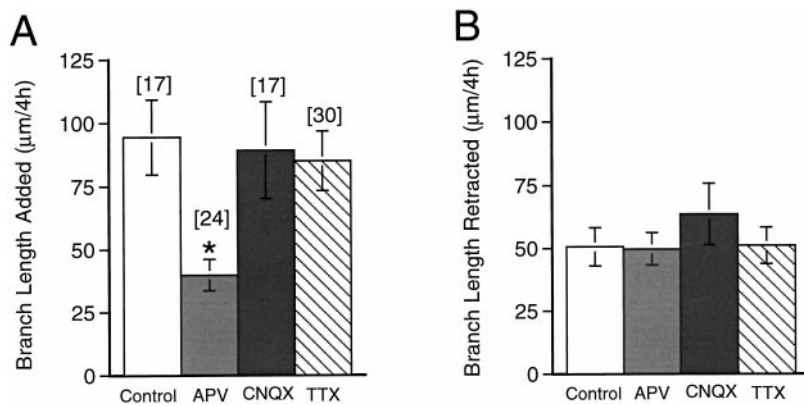 A
Branch Length Added (μm/4h)
125
100
75
50
25
0
[17]
[24]
*
[17]
[30]
Control APV CNQX TTX
B
Branch Length Retracted (μm/4h)
125
100
75
50
25
0
Control APV CNQX TTX